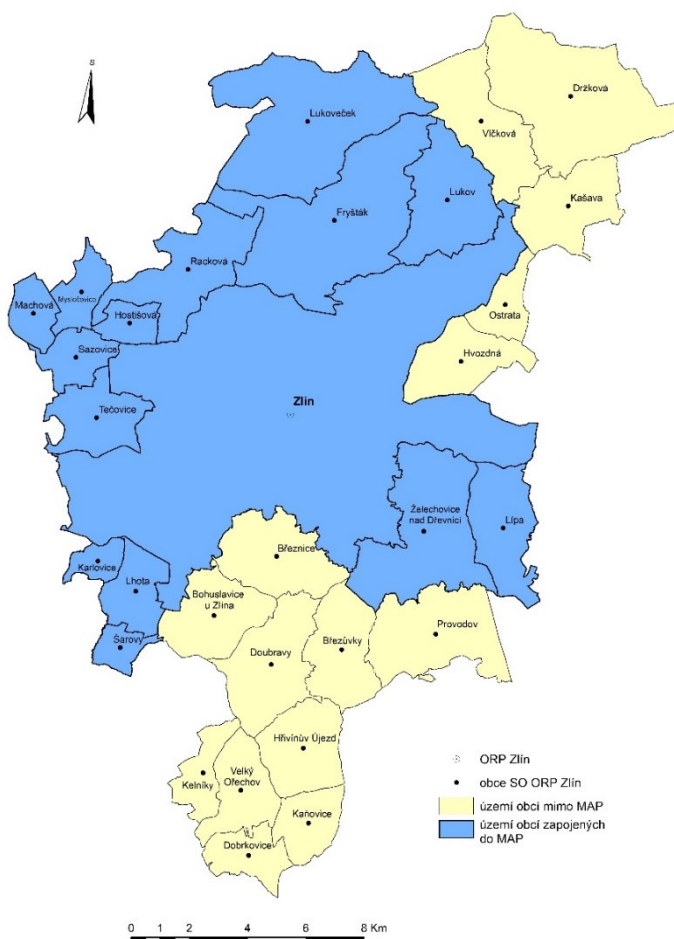 S
Držková
Lukoveček
Vlčková
Lukov
Kašava
Fryšták
Racková
Mysločovice
Ostrata
Machová
Hostišová
Sazovice
Hvozdná
Zlín
Tečovice
Želechovice
nad Dřevnicí
Lípa
Březnice
Karlovice
Lhota
Bohuslavice
u Zlína
Provodov
Šarovy
Březůvky
Doubravy
Hřivínův Újezd
Kelníky
Velký
Ořechov
Kaňovice
Dobrkovice
ORP Zlín
obce SO ORP Zlín
území obcí mimo MAP
území obcí zapojených
do MAP
0 1 2 4 6 8 Km